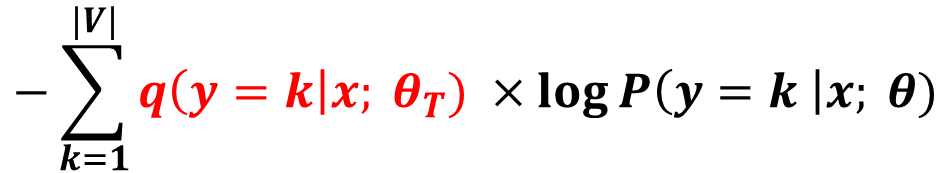 |V|
− ∑ q(y = k|x; θ_T) × log P(y = k |x; θ)
k=1